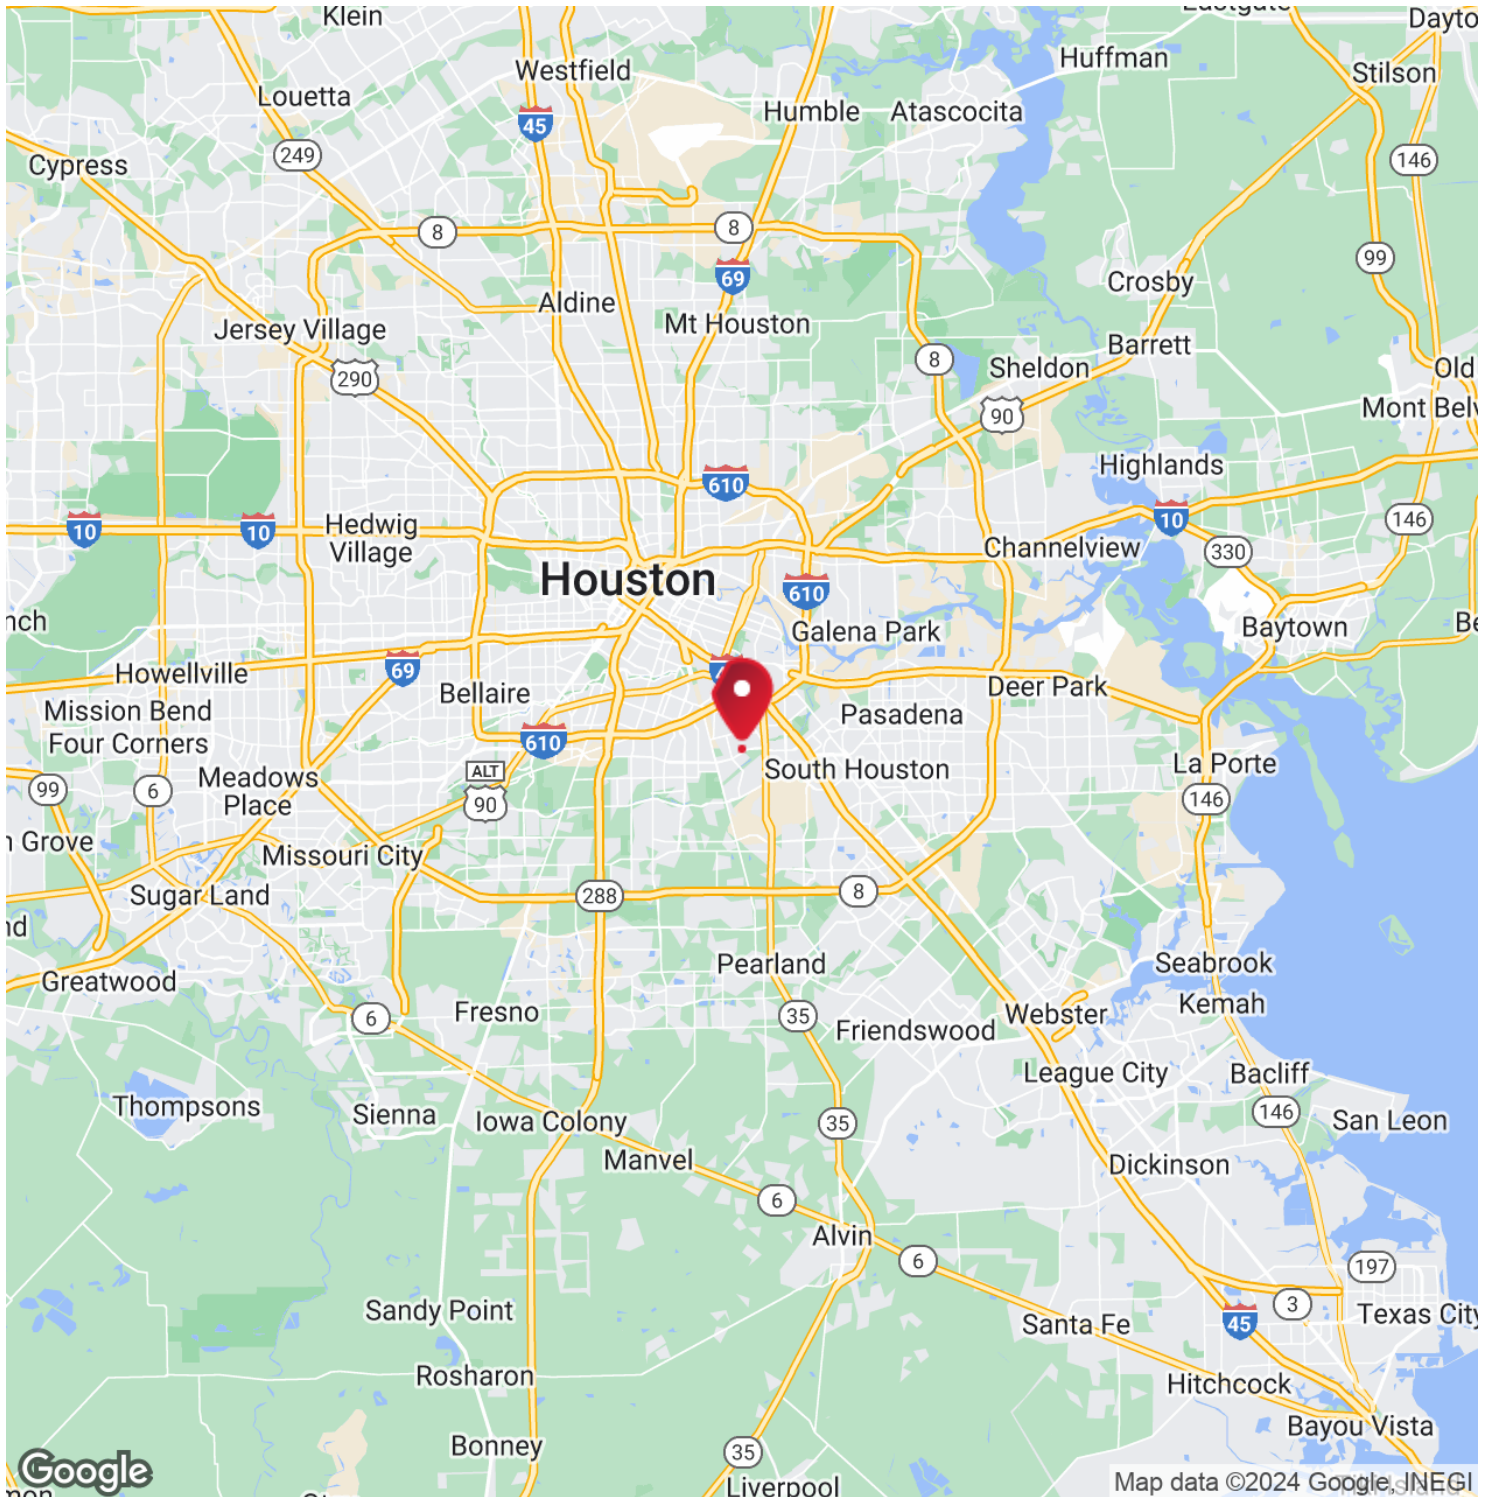 Klein
Eastgate
Dayto
Westfield
Huffman
Stilson
Louetta
45
Humble
Atascocita
249
146
Cypress
8
8
99
69
Crosby
Aldine
Mt Houston
Jersey Village
Barrett
8
Sheldon
290
Old
Mont Belv
90
Highlands
610
10
10
Hedwig
Village
10
146
Channelview
330
Houston
610
nch
Galena Park
Baytown
Be
Howellville
69
Bellaire
4
Deer Park
Mission Bend
Pasadena
Four Corners
610
South Houston
La Porte
Meadows
Place
ALT
90
99
6
146
n Grove
Missouri City
Sugar Land
288
8
nd
Pearland
Seabrook
Greatwood
Kemah
Fresno
6
35
Friendswood
Webster
League City
Bacliff
Thompsons
Sienna
Iowa Colony
35
146
San Leon
Manvel
Dickinson
6
Alvin
6
197
Sandy Point
3
Texas City
Santa Fe
45
Rosharon
Hitchcock
Bayou Vista
Bonney
35
Google
Liverpool
Map data ©2024 Google, INEGI